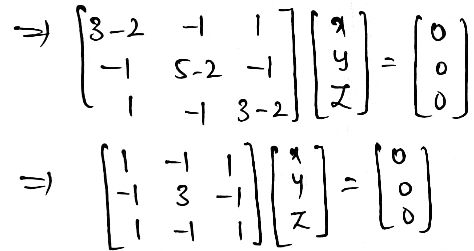 ⇒ [3-2 -1 1] [x] = [0]
[-1 5-2 -1] [y] [0]
[1 -1 3-2] [z] [0]
⇒ [1 -1 1] [x] = [0]
[-1 3 -1] [y] [0]
[1 -1 1] [z] [0]